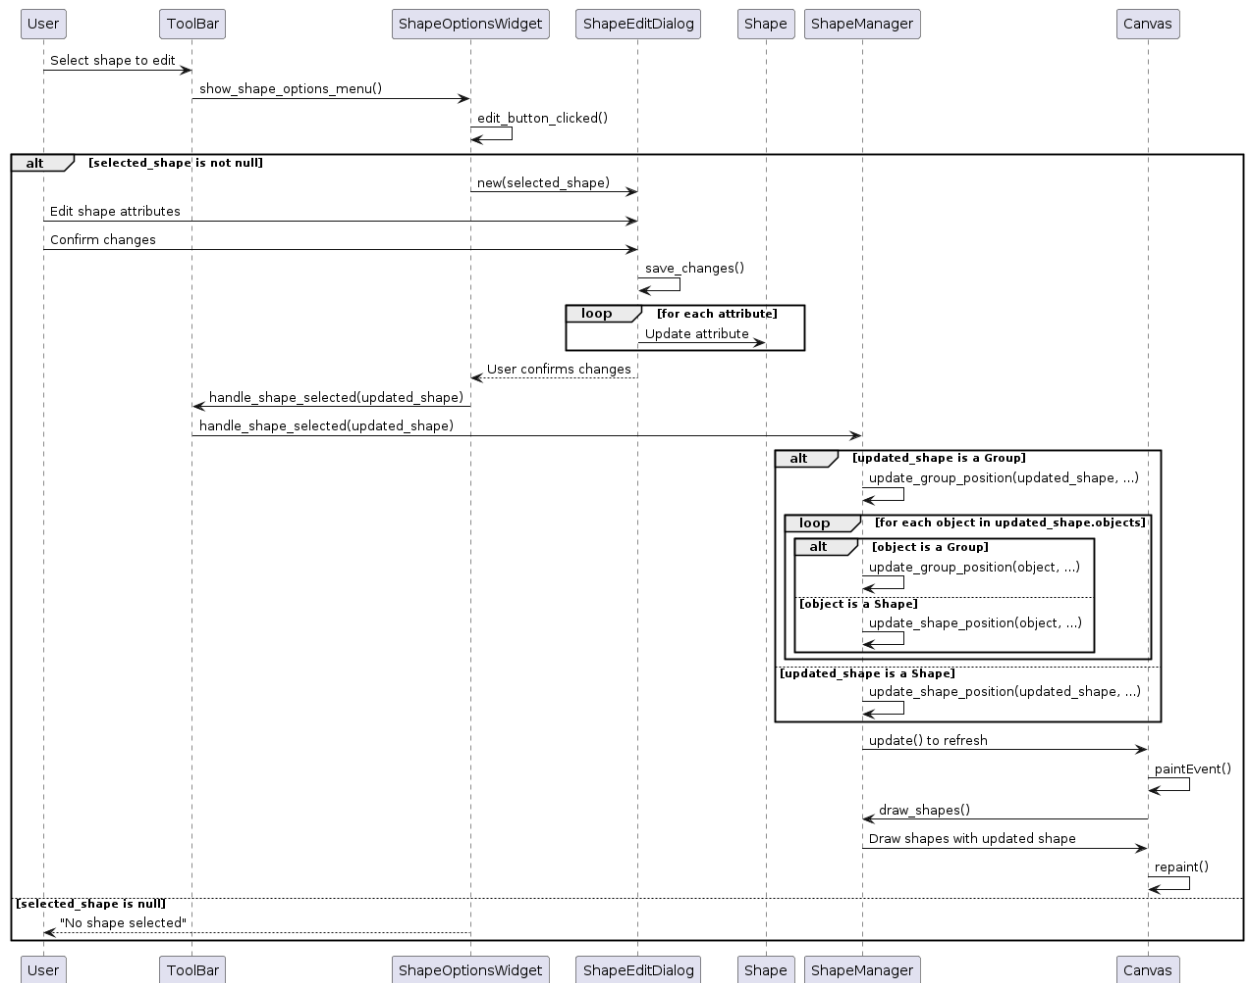 User ToolBar ShapeOptionsWidget ShapeEditDialog Shape ShapeManager Canvas
Select shape to edit
show_shape_options_menu()
edit_button_clicked()
alt [selected_shape is not null]
new(selected_shape)
Edit shape attributes
Confirm changes
save_changes()
loop [for each attribute]
Update attribute
User confirms changes
handle_shape_selected(updated_shape)
handle_shape_selected(updated_shape)
alt [updated_shape is a Group]
update_group_position(updated_shape, ...)
loop [for each object in updated_shape.objects]
alt [object is a Group]
update_group_position(object, ...)
[object is a Shape]
update_shape_position(object, ...)
[updated_shape is a Shape]
update_shape_position(updated_shape, ...)
update() to refresh
paintEvent()
draw_shapes()
Draw shapes with updated shape
repaint()
[selected_shape is null]
"No shape selected"
User ToolBar ShapeOptionsWidget ShapeEditDialog Shape ShapeManager Canvas